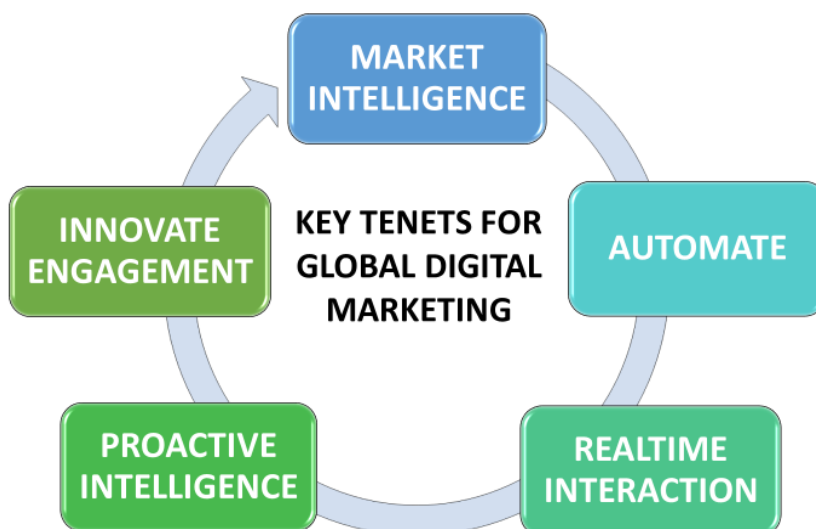 MARKET
INTELLIGENCE
AUTOMATE
REALTIME
INTERACTION
PROACTIVE
INTELLIGENCE
INNOVATE
ENGAGEMENT
KEY TENETS FOR
GLOBAL DIGITAL
MARKETING